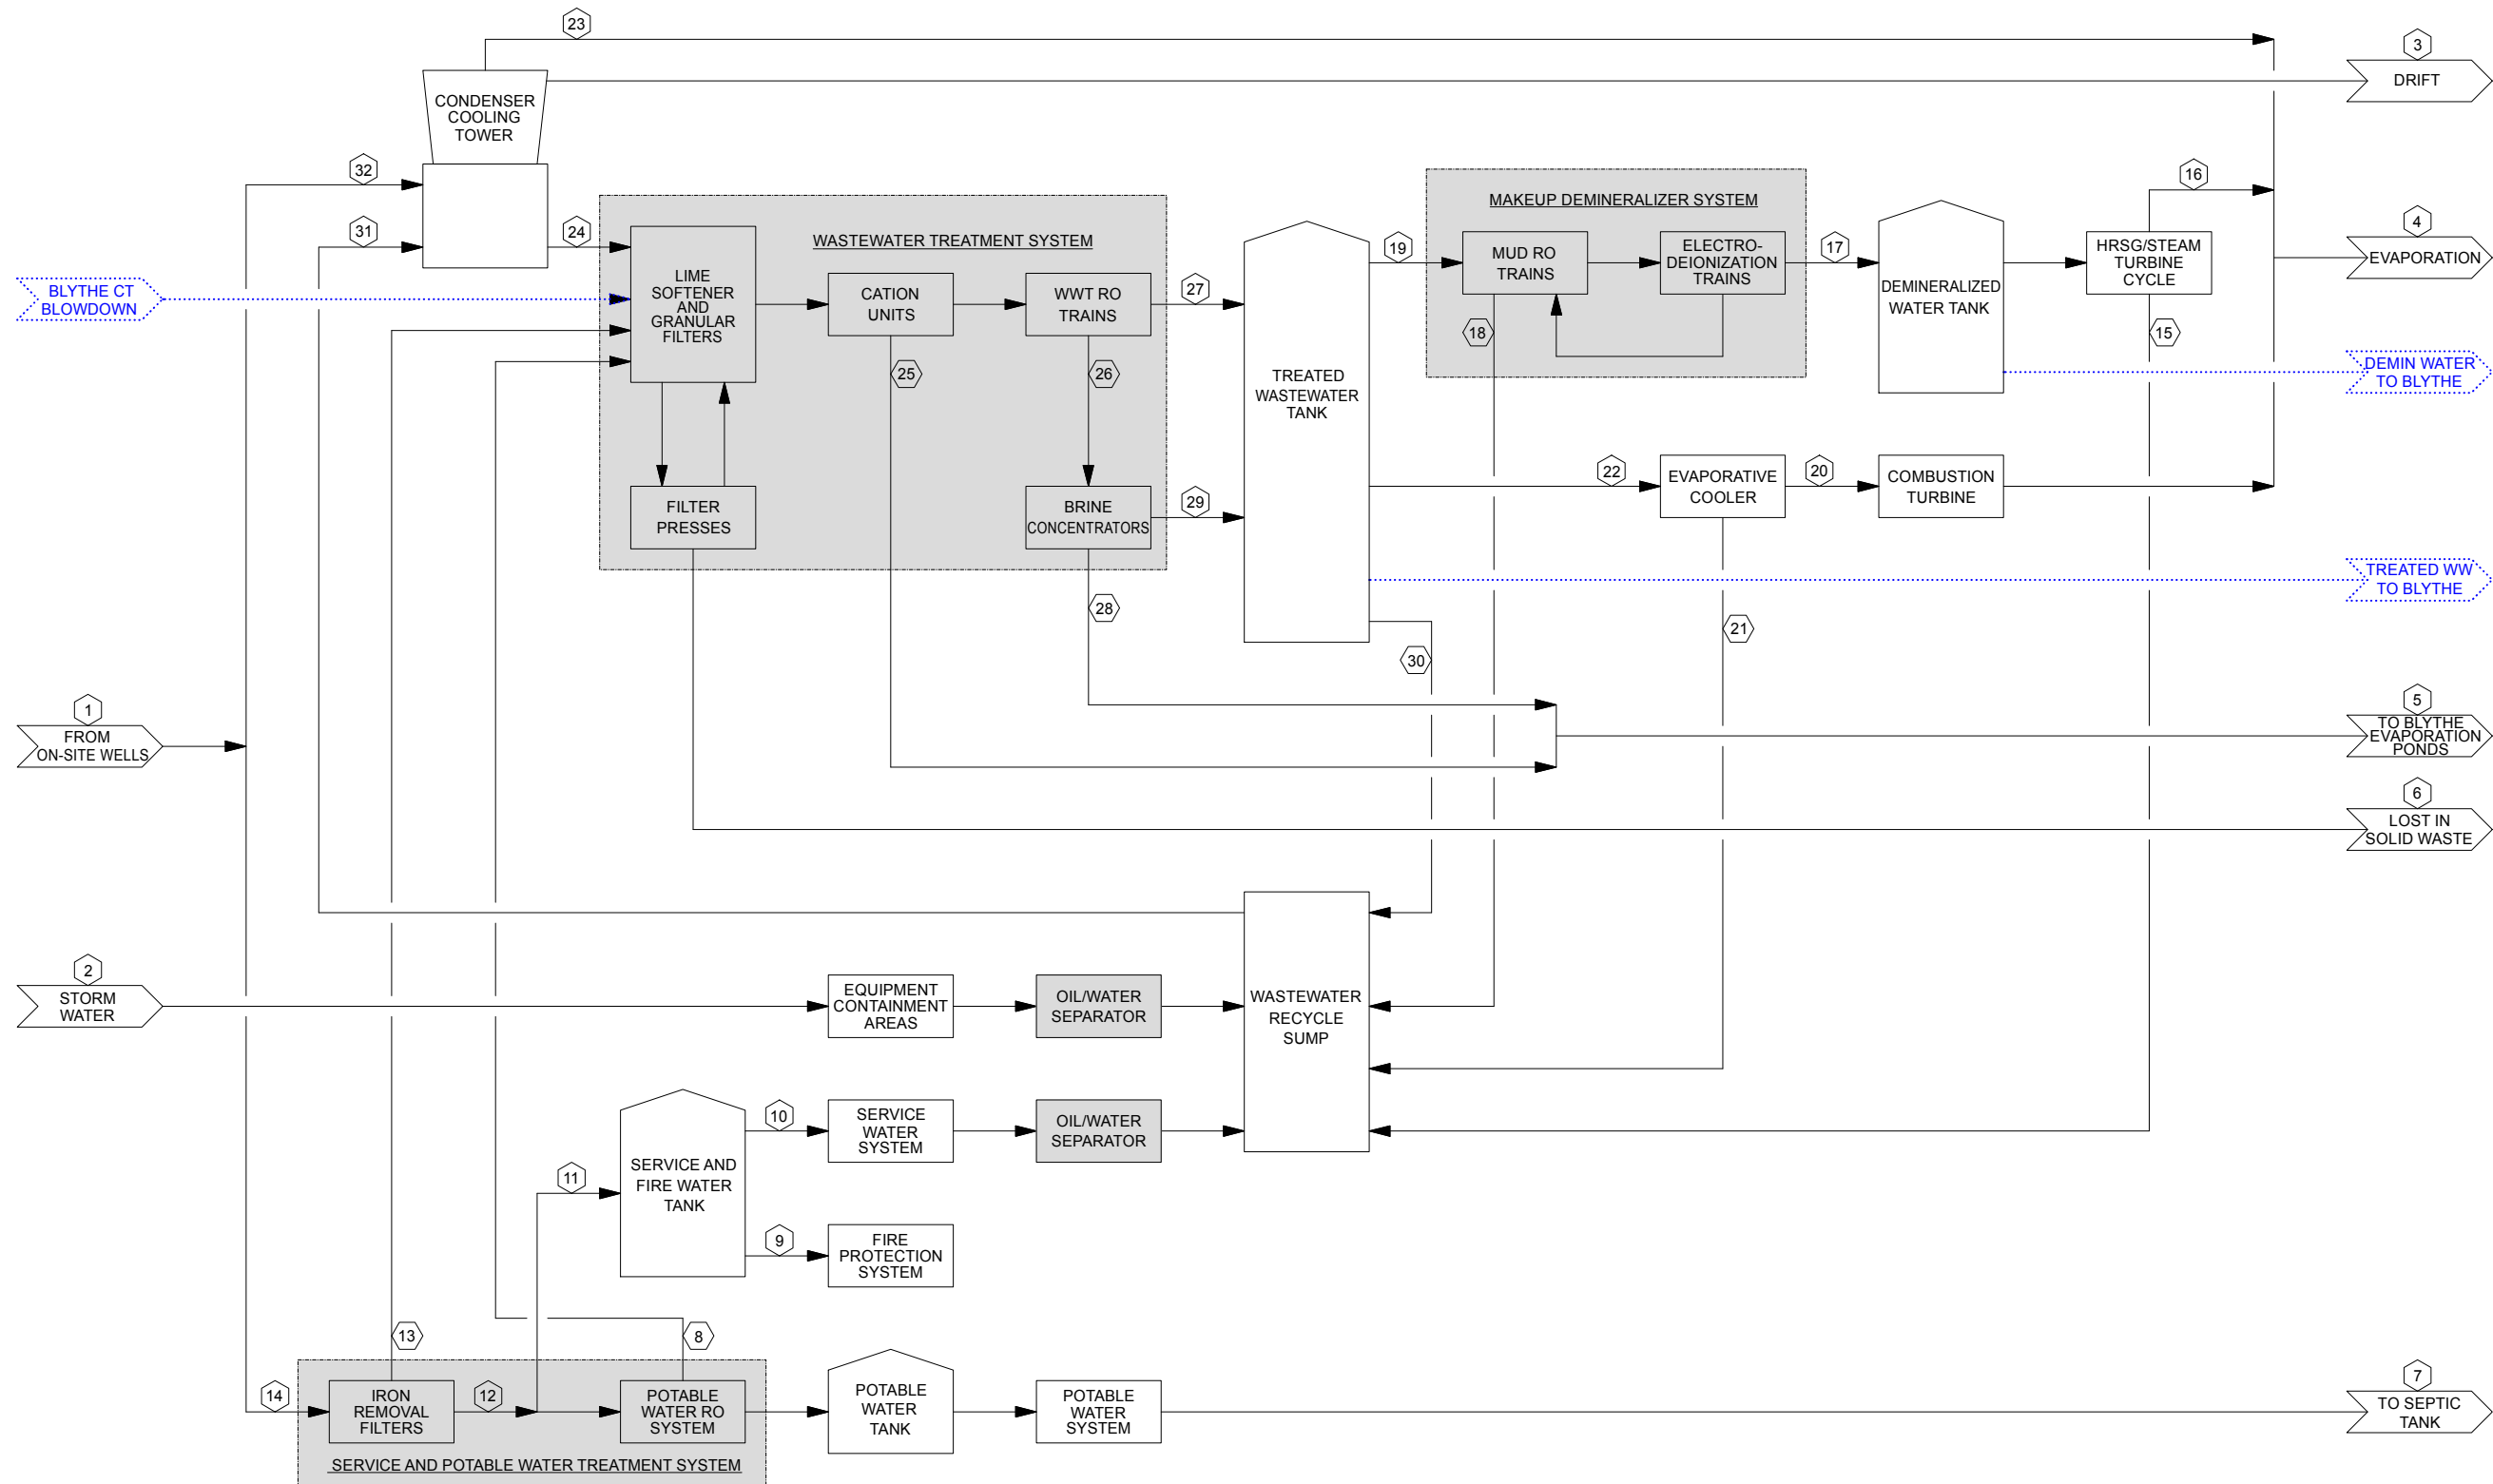 23
3
DRIFT
CONDENSER
COOLING
TOWER
32
16
MAKEUP DEMINERALIZER SYSTEM
31
24
WASTEWATER TREATMENT SYSTEM
19
MUD RO
TRAINS
ELECTRO-
DEIONIZATION
TRAINS
17
HRSG/STEAM
TURBINE
CYCLE
4
EVAPORATION
BLYTHE CT
BLOWDOWN
LIME
SOFTENER
AND
GRANULAR
FILTERS
CATION
UNITS
WWT RO
TRAINS
27
DEMINERALIZED
WATER TANK
18
15
25
26
TREATED
WASTEWATER
TANK
DEMIN WATER
TO BLYTHE
22
EVAPORATIVE
COOLER
20
COMBUSTION
TURBINE
FILTER
PRESSES
BRINE
CONCENTRATORS
29
TREATED WW
TO BLYTHE
28
21
30
1
FROM
ON-SITE WELLS
5
TO BLYTHE
EVAPORATION
PONDS
6
LOST IN
SOLID WASTE
2
STORM
WATER
EQUIPMENT
CONTAINMENT
AREAS
OIL/WATER
SEPARATOR
WASTEWATER
RECYCLE
SUMP
10
SERVICE
WATER
SYSTEM
OIL/WATER
SEPARATOR
11
SERVICE AND
FIRE WATER
TANK
9
FIRE
PROTECTION
SYSTEM
13
8
14
IRON
REMOVAL
FILTERS
12
POTABLE
WATER RO
SYSTEM
POTABLE
WATER
TANK
POTABLE
WATER
SYSTEM
7
TO SEPTIC
TANK
SERVICE AND POTABLE WATER TREATMENT SYSTEM